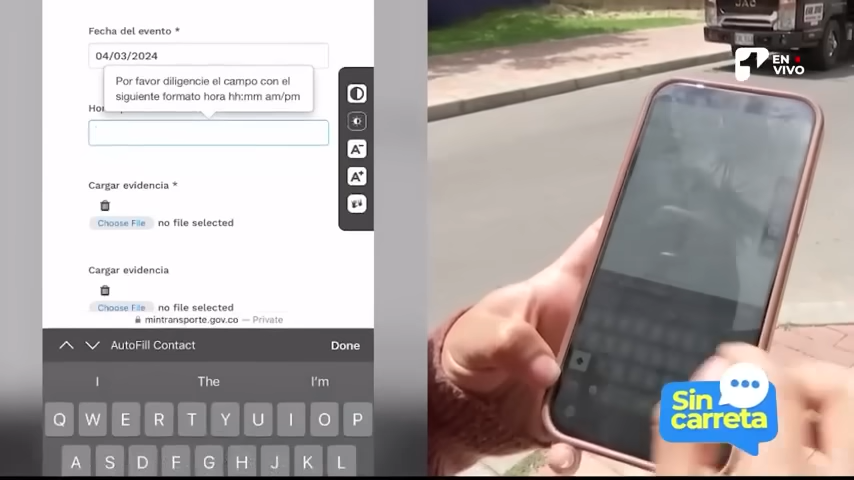 Fecha del evento *
04/03/2024
Por favor diligencie el campo con el
siguiente formato hora hh:mm am/pm
Cargar evidencia *
Choose File no file selected
Cargar evidencia
Choose File no file selected
mintransporte.gov.co — Private
AutoFill Contact
Done
I The I'm
Q W E R T Y U I O P
A S D F G H J K L
A-
A+
JAC
1 EN
VIVO
Sin
carreta